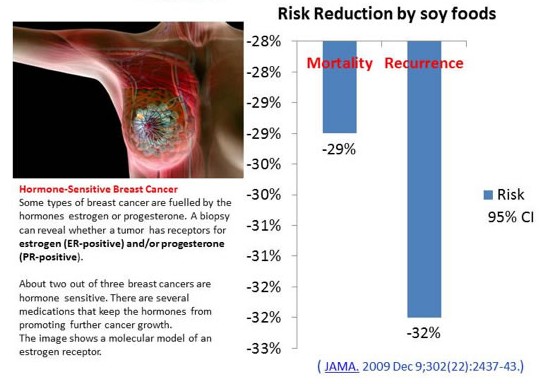 Risk Reduction by soy foods
Hormone-Sensitive Breast Cancer
Some types of breast cancer are fuelled by the
hormones estrogen or progesterone. A biopsy
can reveal whether a tumor has receptors for
estrogen (ER-positive) and/or progesterone
(PR-positive).
About two out of three breast cancers are
hormone sensitive. There are several
medications that keep the hormones from
promoting further cancer growth.
The image shows a molecular model of an
estrogen receptor.
-28%
-28%
-29%
-29%
-30%
-30%
-31%
-31%
-32%
-32%
-33%
Mortality Recurrence
-29%
-32%
Risk
95% CI
( JAMA. 2009 Dec 9;302(22):2437-43.)